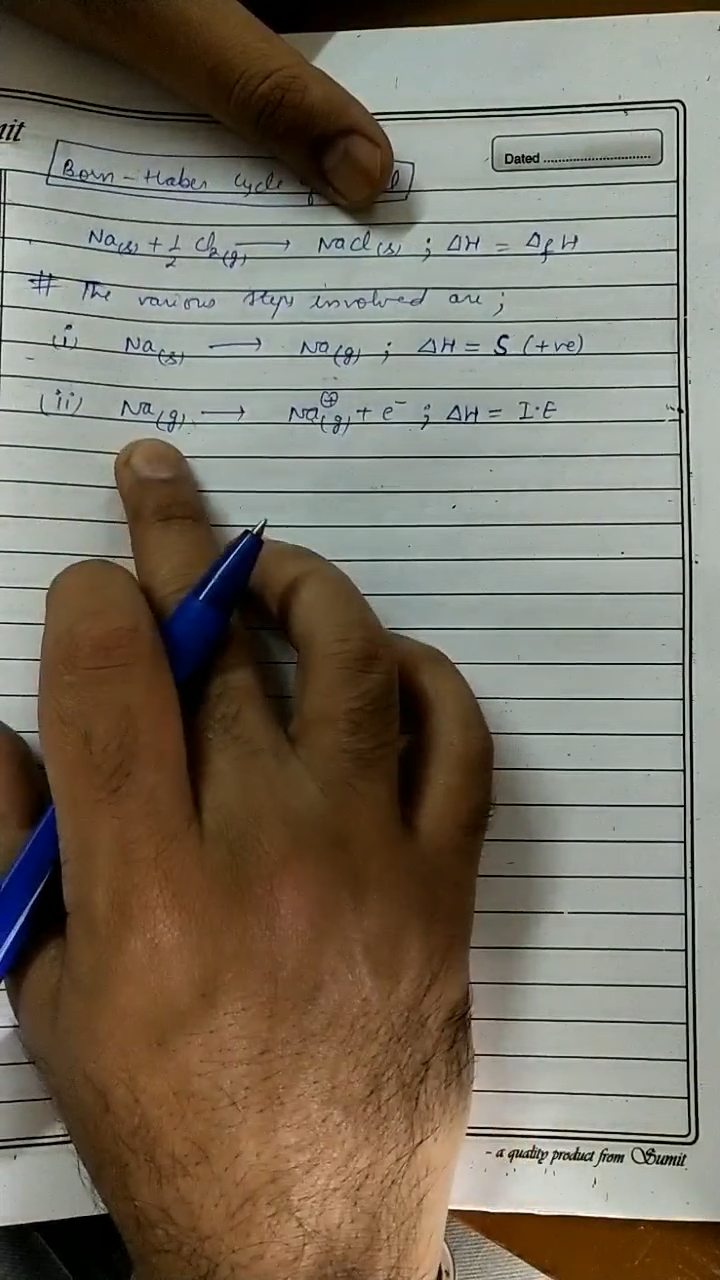 Dated
Born-Haber Cycle
Na(s) + 1/2 Cl2(g) ⟶ NaCl(s) ; ΔH = ΔfH
# The various steps involved are ;
(i) Na(s) ⟶ Na(g) ; ΔH = S (+ve)
(ii) Na(g) ⟶ Na⊕(g) + e⁻ ; ΔH = I·E
- a quality product from Sumit